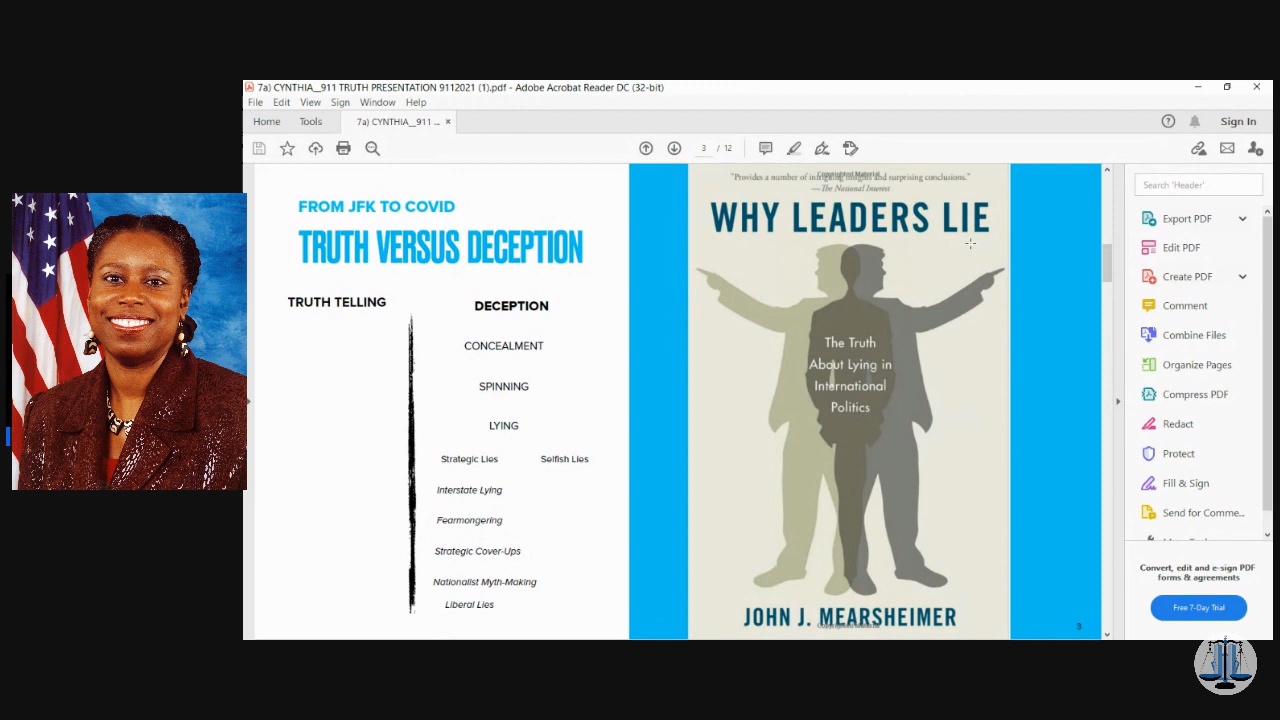 7a) CYNTHIA__911 TRUTH PRESENTATION 9112021 (1).pdf - Adobe Acrobat Reader DC (32-bit)
File Edit View Sign Window Help
Home Tools 7a) CYNTHIA__911 ... × Sign In
3 / 12
FROM JFK TO COVID
TRUTH VERSUS DECEPTION
TRUTH TELLING
DECEPTION
CONCEALMENT
SPINNING
LYING
Strategic Lies Selfish Lies
Interstate Lying
Fearmongering
Strategic Cover-Ups
Nationalist Myth-Making
Liberal Lies
Copyrighted Material
"Provides a number of intriguing insights and surprising conclusions."
—The National Interest
WHY LEADERS LIE
The Truth
About Lying in
International
Politics
JOHN J. MEARSHEIMER
3
Search 'Header'
Export PDF
Edit PDF
Create PDF
Comment
Combine Files
Organize Pages
Compress PDF
Redact
Protect
Fill & Sign
Send for Comme...
Convert, edit and e-sign PDF
forms & agreements
Free 7-Day Trial